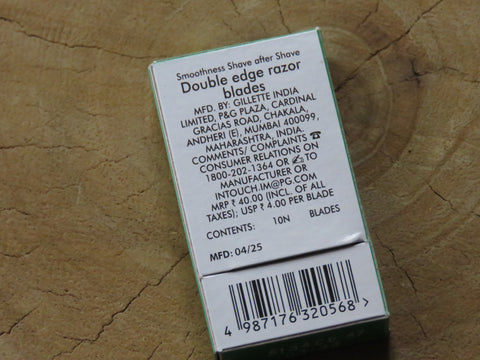 Smoothness Shave after Shave
Double edge razor
blades
MFD. BY: GILLETTE INDIA
LIMITED, P&G PLAZA, CARDINAL
GRACIAS ROAD, CHAKALA,
ANDHERI (E), MUMBAI 400099,
MAHARASHTRA, INDIA.
COMMENTS/ COMPLAINTS ☎
CONSUMER RELATIONS ON
1800-202-1364 OR ✍ TO
MANUFACTURER OR
INTOUCH.IM@PG.COM
MRP ₹ 40.00 (INCL. OF ALL
TAXES); USP ₹ 4.00 PER BLADE
CONTENTS: 10N BLADES
MFD: 04/25
4 987176 320568 >